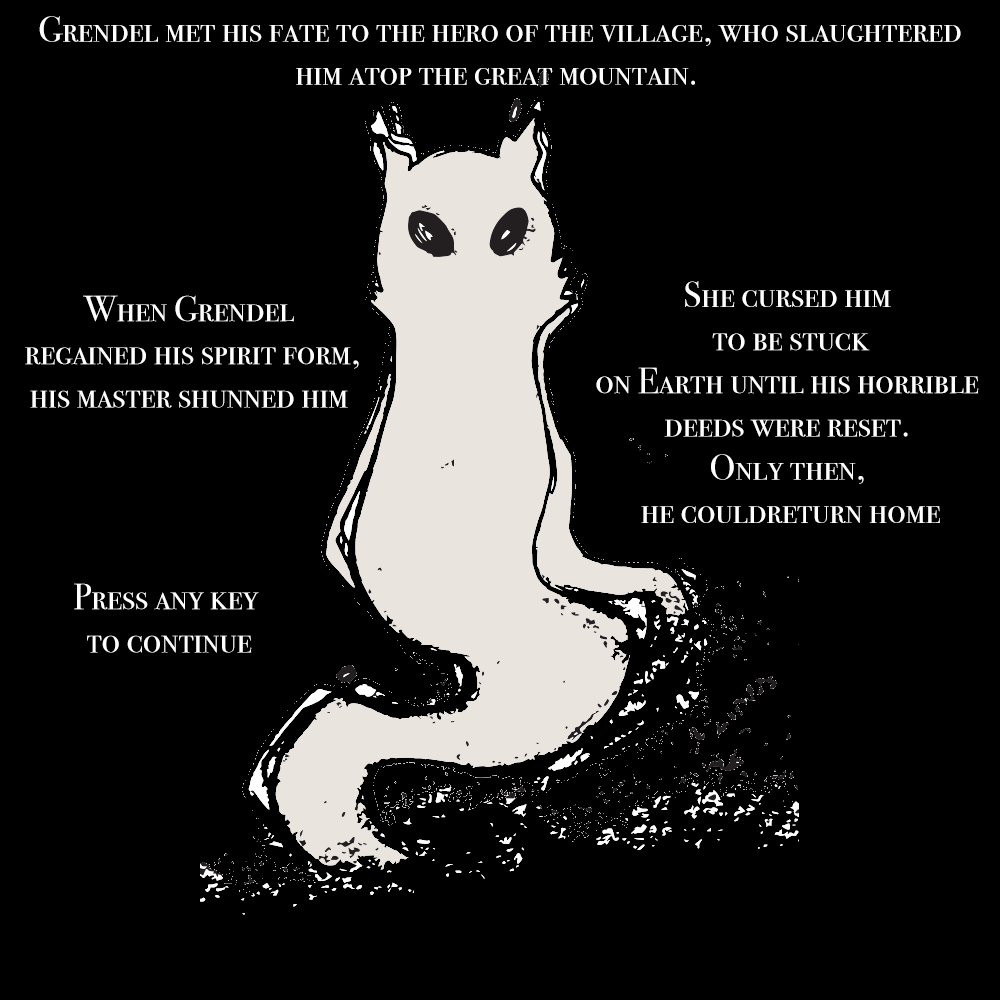 Grendel met his fate to the hero of the village, who slaughtered
him atop the great mountain.
When Grendel
regained his spirit form,
his master shunned him
She cursed him
to be stuck
on Earth until his horrible
deeds were reset.
Only then,
he couldreturn home
Press any key
to continue